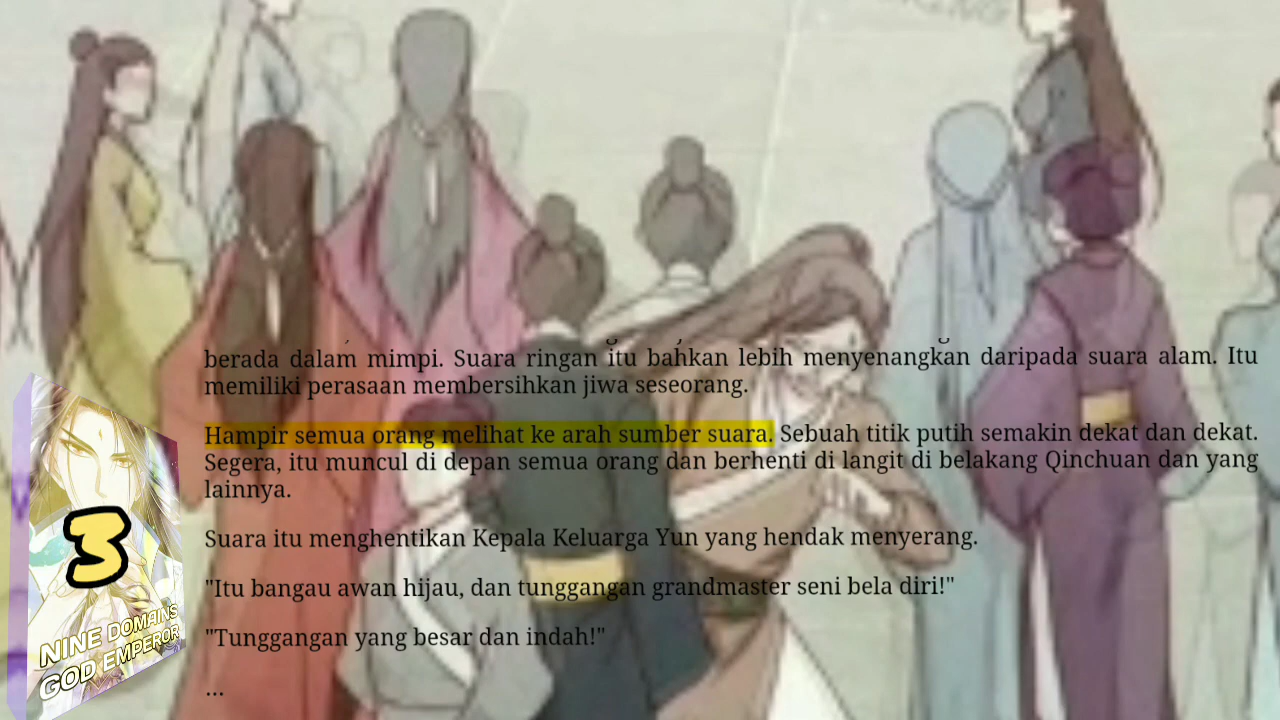 berada dalam mimpi. Suara ringan itu bahkan lebih menyenangkan daripada suara alam. Itu
memiliki perasaan membersihkan jiwa seseorang.
Hampir semua orang melihat ke arah sumber suara. Sebuah titik putih semakin dekat dan dekat.
Segera, itu muncul di depan semua orang dan berhenti di langit di belakang Qinchuan dan yang
lainnya.
Suara itu menghentikan Kepala Keluarga Yun yang hendak menyerang.
"Itu bangau awan hijau, dan tunggangan grandmaster seni bela diri!"
"Tunggangan yang besar dan indah!"
...
3
NINE DOMAINS
GOD EMPEROR